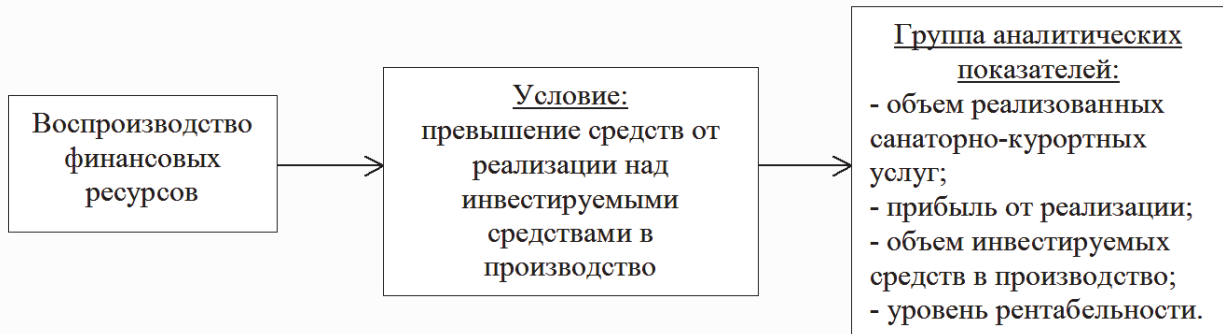 Воспроизводство
финансовых
ресурсов
Условие:
превышение средств от
реализации над
инвестируемыми
средствами в
производство
Группа аналитических
показателей:
- объем реализованных
санаторно-курортных
услуг;
- прибыль от реализации;
- объем инвестируемых
средств в производство;
- уровень рентабельности.